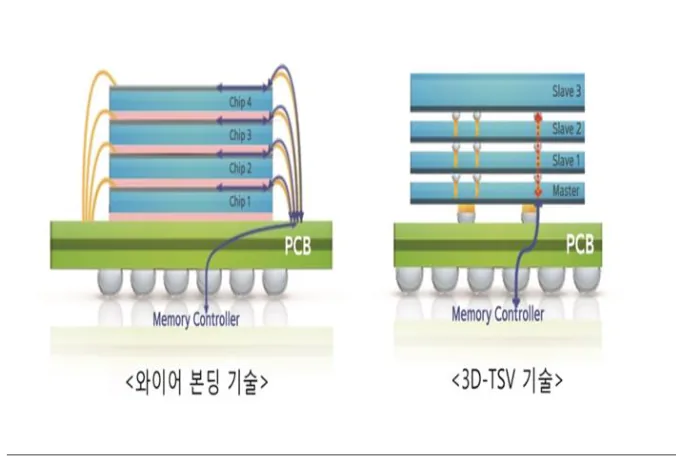 Chip 4
Chip 3
Chip 2
Chip 1
PCB
Memory Controller
<와이어 본딩 기술>
Slave 3
Slave 2
Slave 1
Master
PCB
Memory Controller
<3D-TSV 기술>